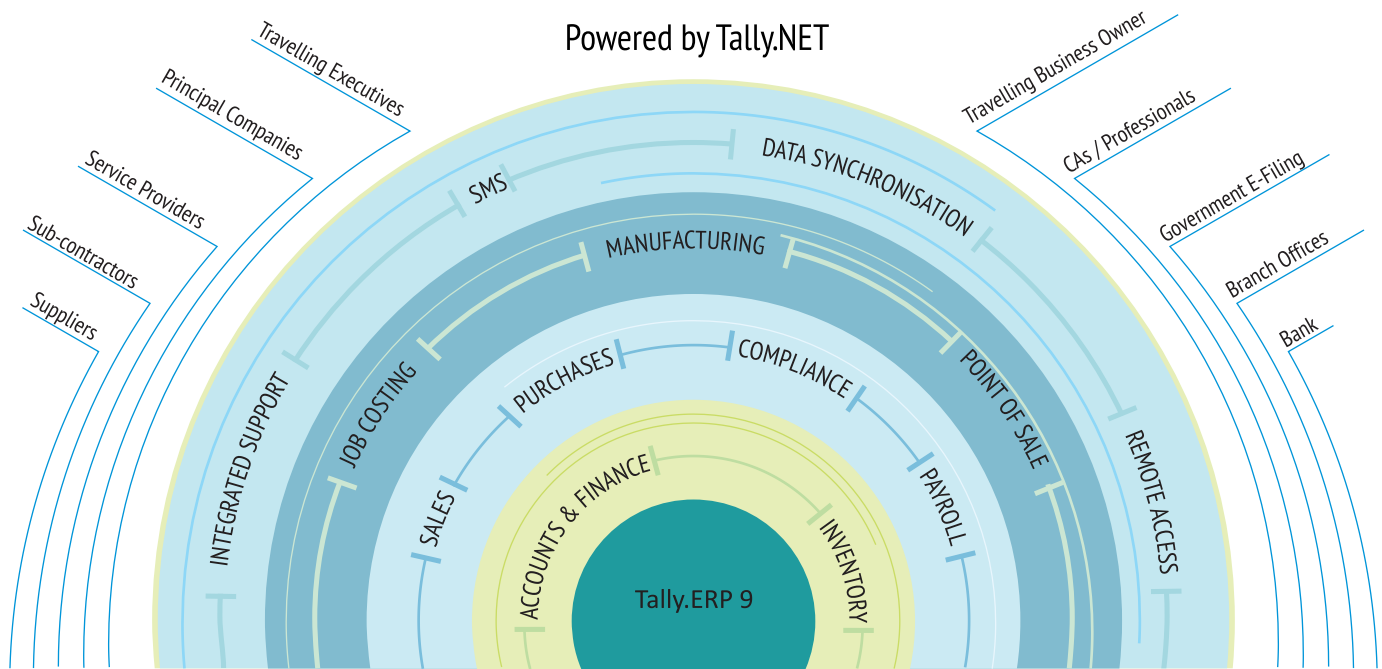 Powered by Tally.NET
Travelling Executives
Principal Companies
Service Providers
Sub-contractors
Suppliers
Travelling Business Owner
CAs / Professionals
Government E-Filing
Branch Offices
Bank
INTEGRATED SUPPORT
SMS
DATA SYNCHRONISATION
REMOTE ACCESS
JOB COSTING
MANUFACTURING
POINT OF SALE
SALES
PURCHASES
COMPLIANCE
PAYROLL
ACCOUNTS & FINANCE
INVENTORY
Tally.ERP 9